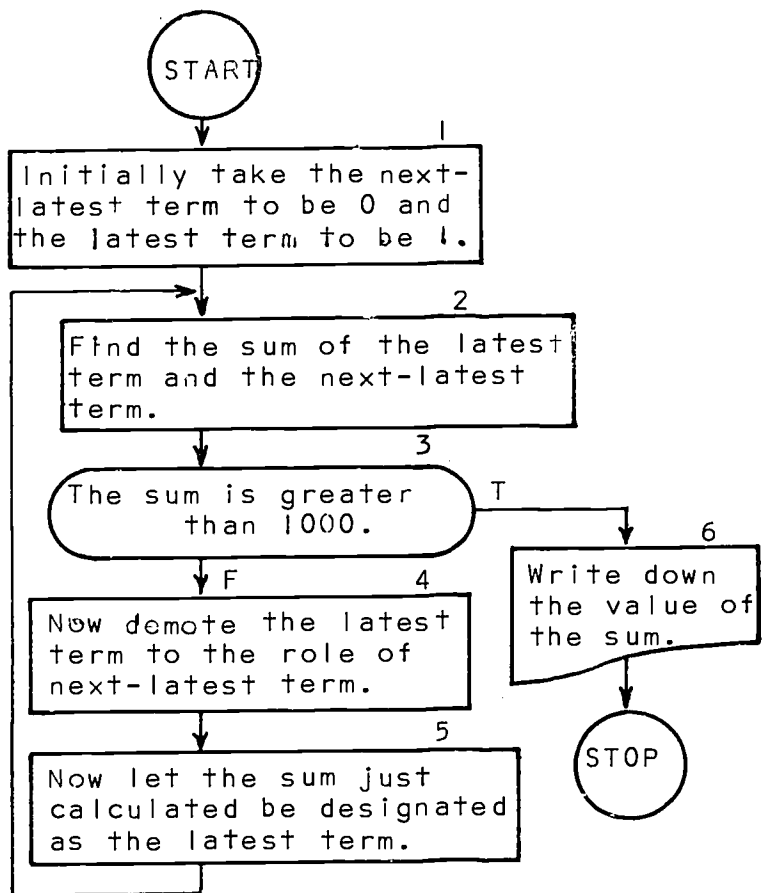 START
1
Initially take the next-
latest term to be 0 and
the latest term to be 1.
2
Find the sum of the latest
term and the next-latest
term.
3
The sum is greater
than 1000.
T
F
6
Write down
the value of
the sum.
4
Now demote the latest
term to the role of
next-latest term.
STOP
5
Now let the sum just
calculated be designated
as the latest term.